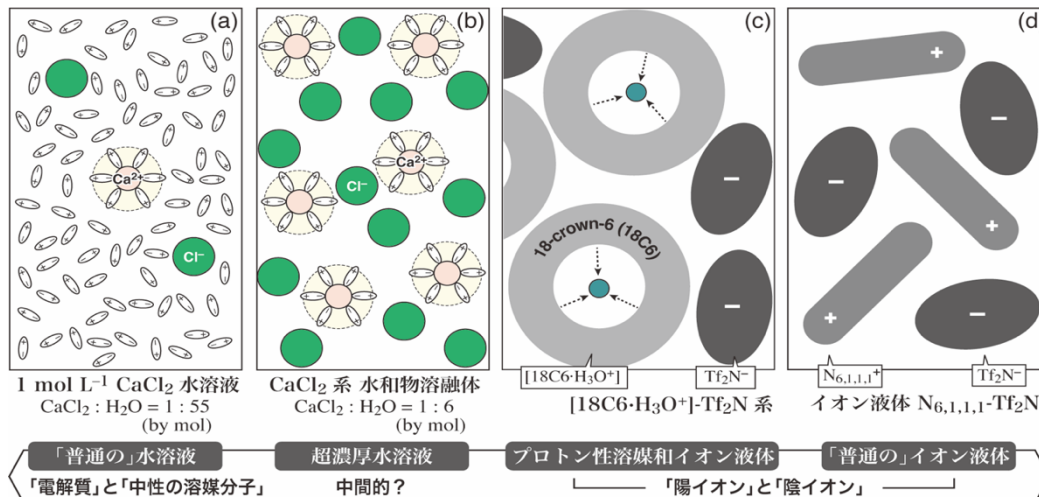 (a)
Ca²⁺
Cl⁻
1 mol L⁻¹ CaCl₂ 水溶液
CaCl₂ : H₂O = 1 : 55
(by mol)
(b)
Ca²⁺
Cl⁻
CaCl₂系 水和物溶融体
CaCl₂ : H₂O = 1 : 6
(by mol)
(c)
18-crown-6 (18C6)
[18C6·H₃O⁺]
Tf₂N⁻
[18C6·H₃O⁺]-Tf₂N 系
(d)
N₆,₁,₁,₁⁺
Tf₂N⁻
イオン液体 N₆,₁,₁,₁-Tf₂N
「普通の」水溶液
超濃厚水溶液
プロトン性溶媒和イオン液体
「普通の」イオン液体
「電解質」と「中性の溶媒分子」
中間的？
「陽イオン」と「陰イオン」